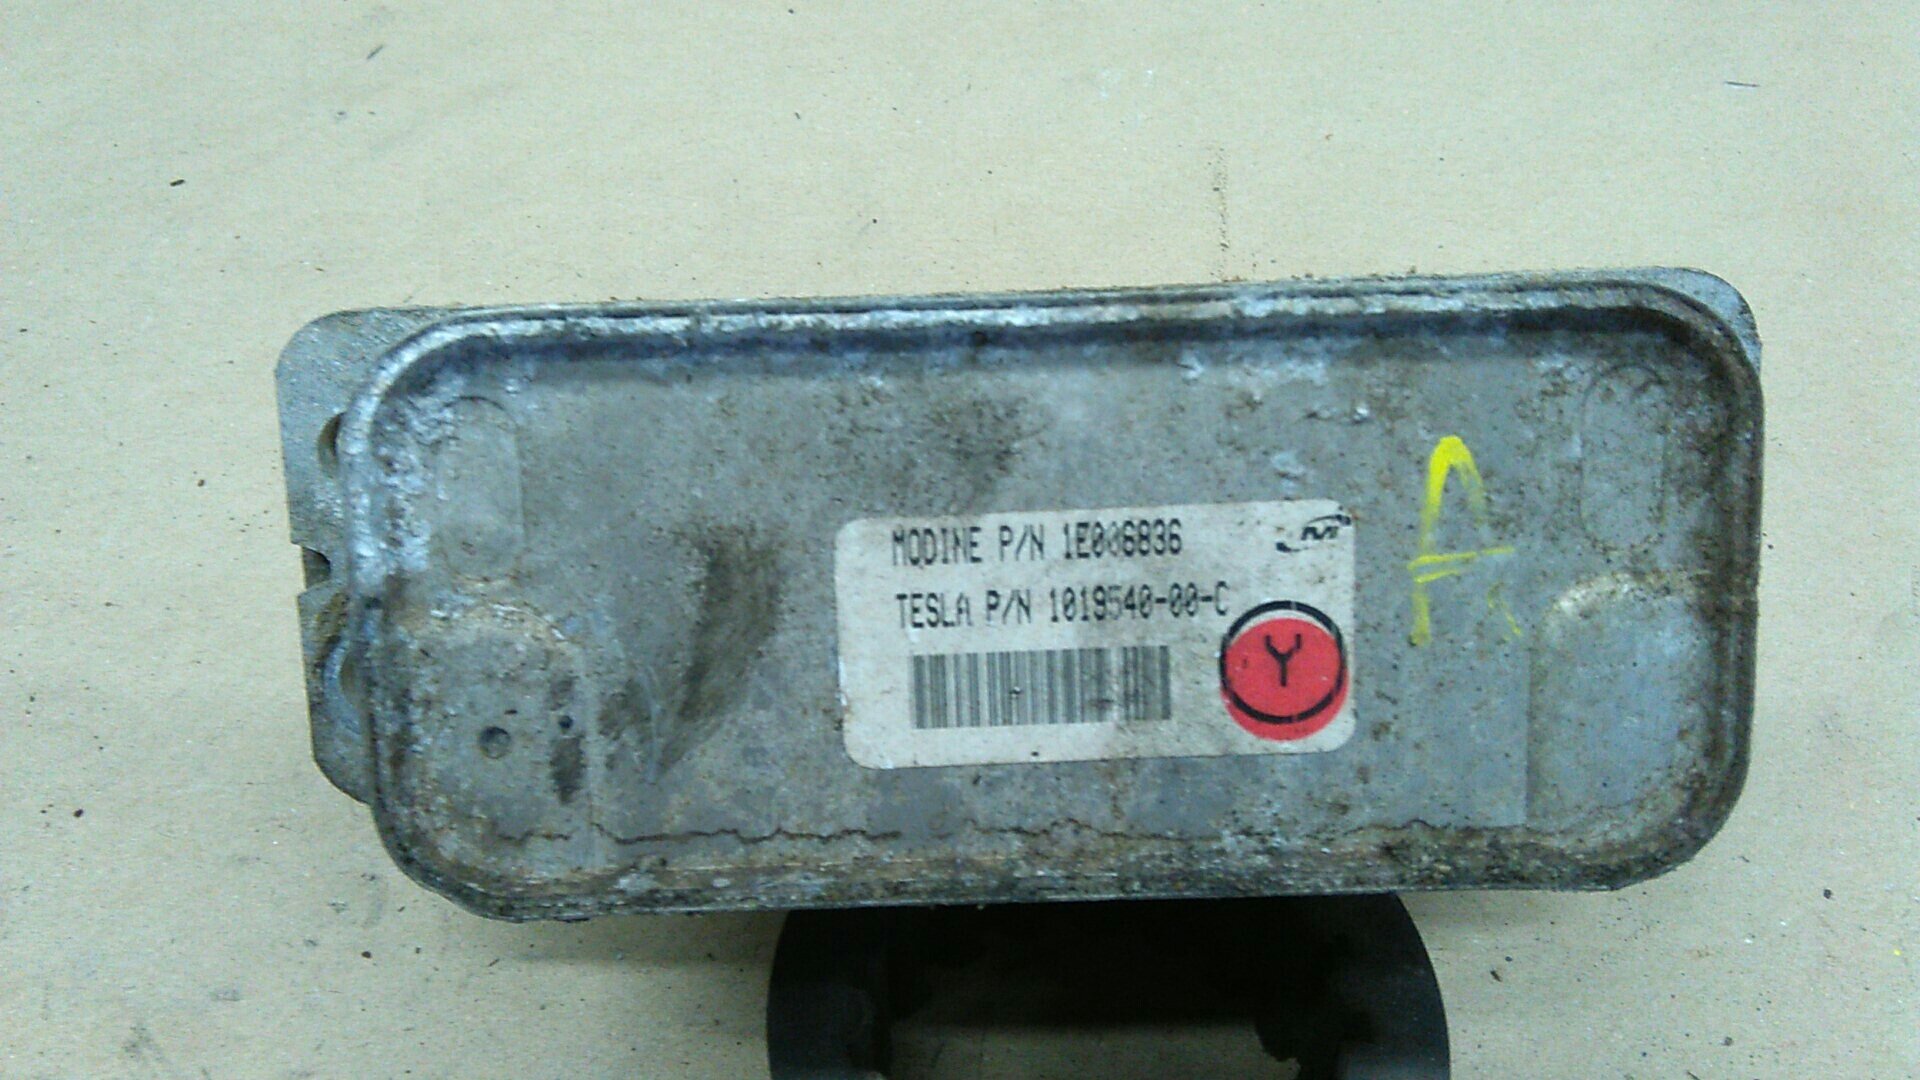 MODINE P/N 1E006836
TESLA P/N 1019540-00-C
Y
A